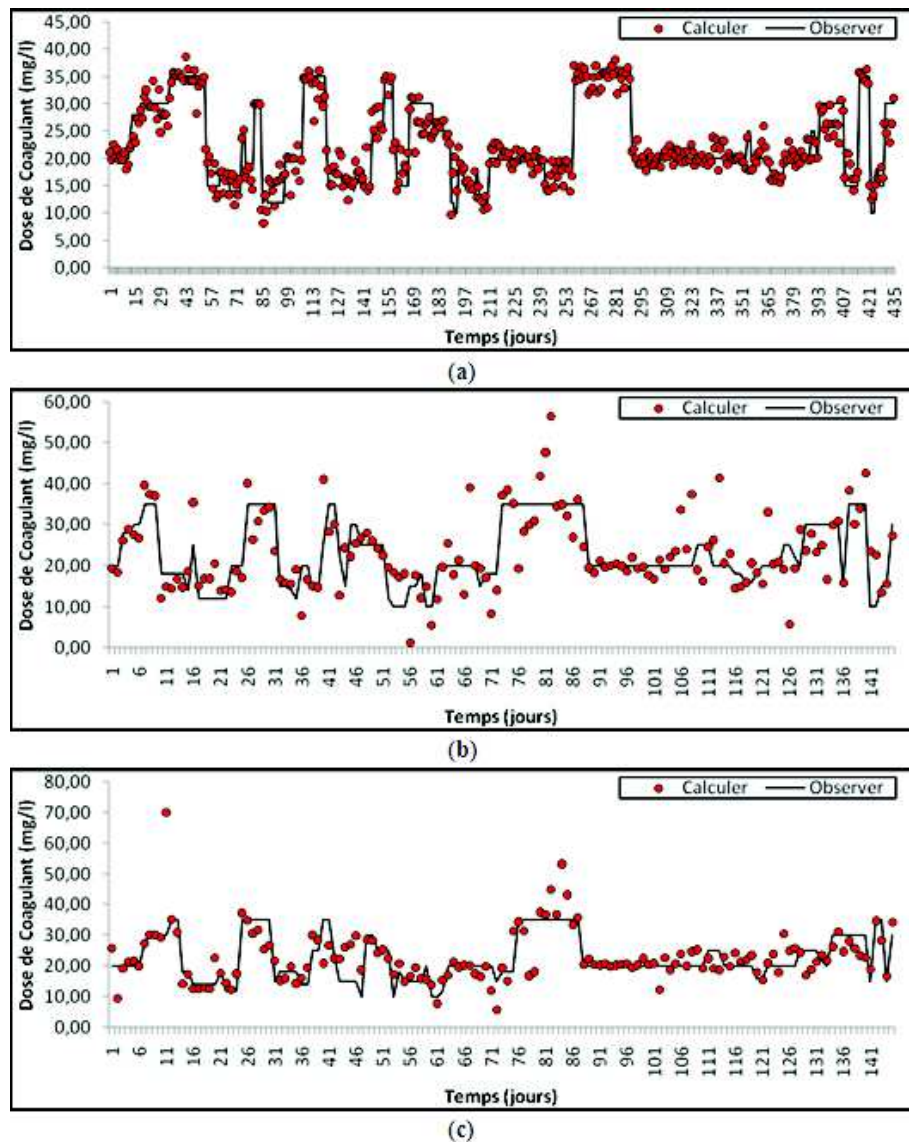 Calculer Observer
Dose de Coagulant (mg/l)
45,00
40,00
35,00
30,00
25,00
20,00
15,00
10,00
5,00
0,00
1 15 29 43 57 71 85 99 113 127 141 155 169 183 197 211 225 239 253 267 281 295 309 323 337 351 365 379 393 407 421 435
Temps (jours)
(a)
Calculer Observer
Dose de Coagulant (mg/l)
60,00
50,00
40,00
30,00
20,00
10,00
0,00
1 6 11 16 21 26 31 36 41 46 51 56 61 66 71 76 81 86 91 96 101 106 111 116 121 126 131 136 141
Temps (jours)
(b)
Calculer Observer
Dose de Coagulant (mg/l)
80,00
70,00
60,00
50,00
40,00
30,00
20,00
10,00
0,00
1 6 11 16 21 26 31 36 41 46 51 56 61 66 71 76 81 86 91 96 101 106 111 116 121 126 131 136 141
Temps (jours)
(c)